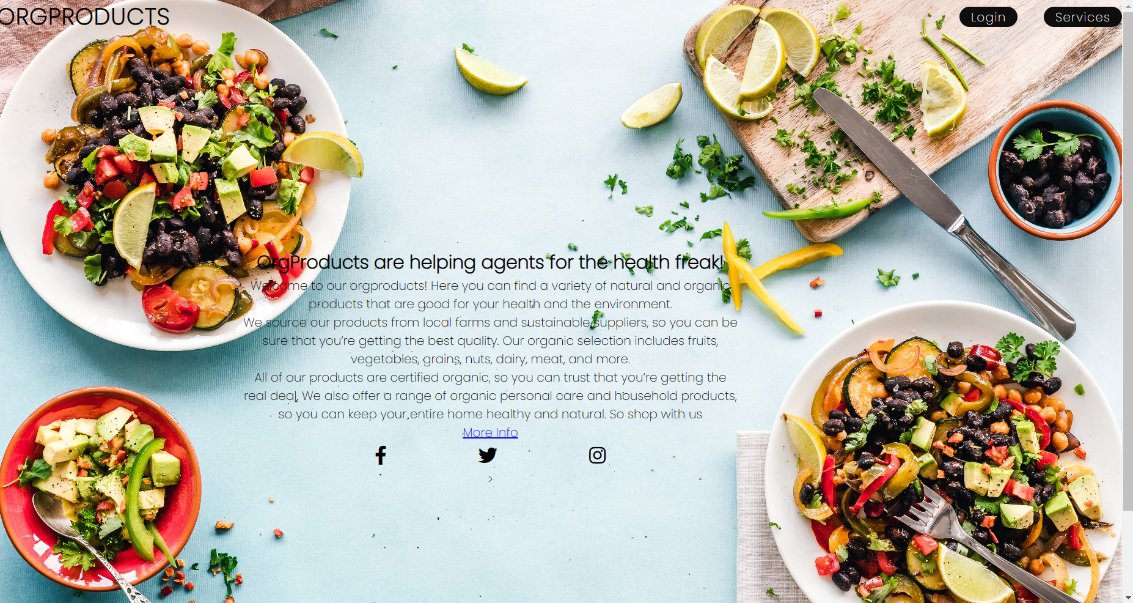 ORGPRODUCTS
Login
Services
OrgProducts are helping agents for the health freak!
Welcome to our orgproducts! Here you can find a variety of natural and organic
products that are good for your health and the environment.
We source our products from local farms and sustainable suppliers, so you can be
sure that you’re getting the best quality. Our organic selection includes fruits,
vegetables, grains, nuts, dairy, meat, and more.
All of our products are certified organic, so you can trust that you’re getting the
real deal, We also offer a range of organic personal care and household products,
so you can keep your entire home healthy and natural. So shop with us
More Info